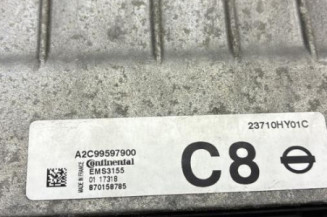 23710HY01C
A2C99597900
Continental
EMS3155
01 17318
870158785
MADE IN FRANCE
C8